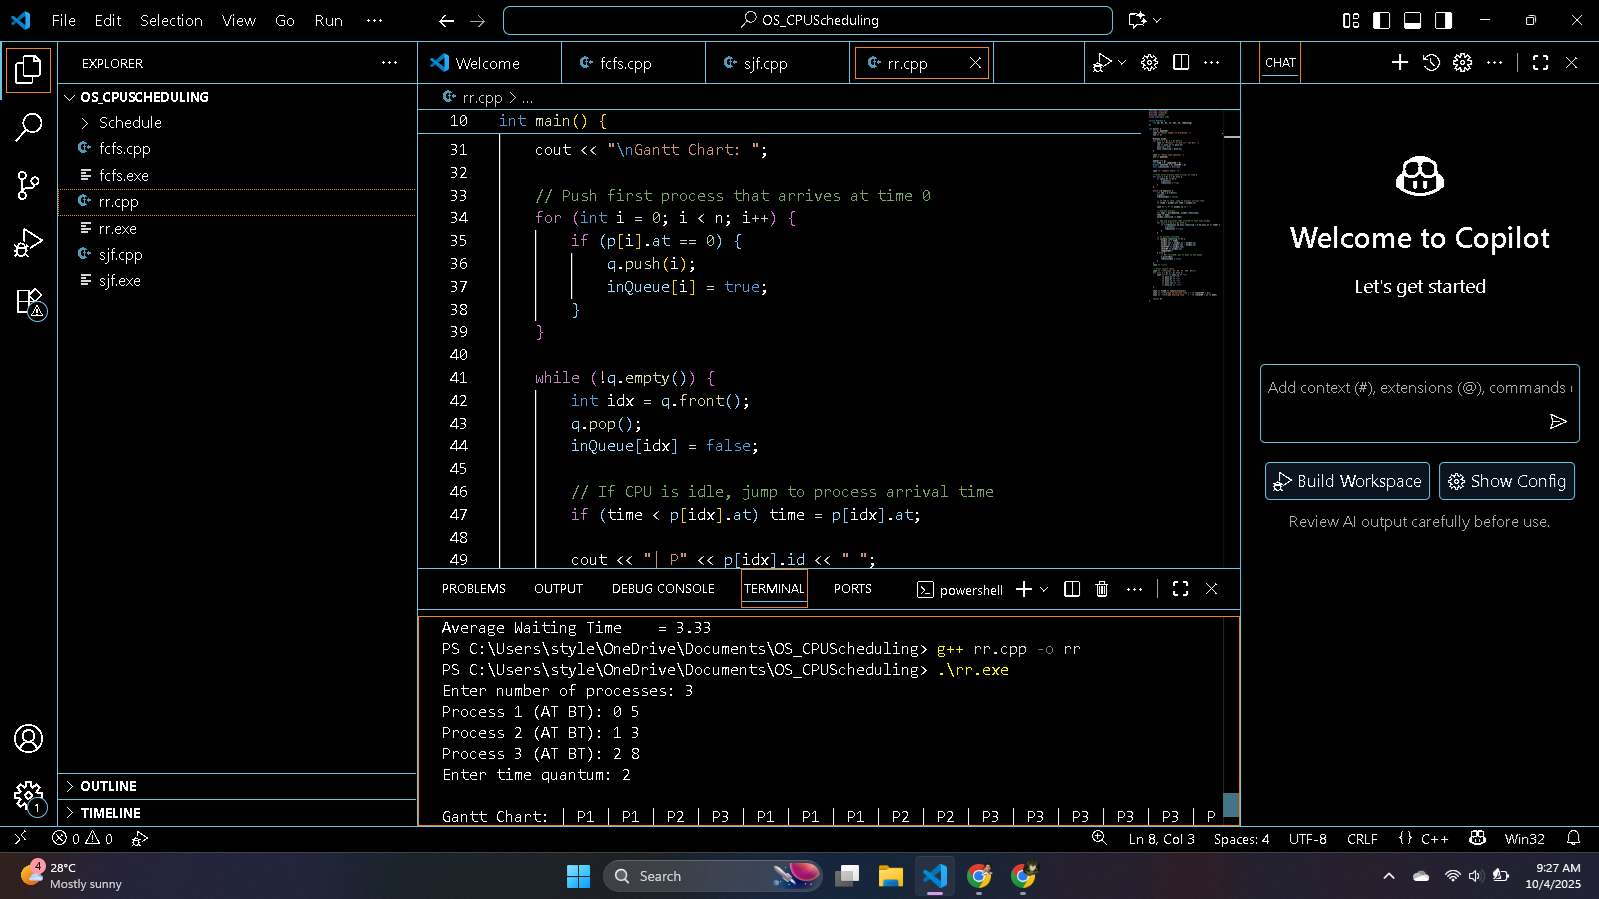 File Edit Selection View Go Run ···
OS_CPUScheduling
EXPLORER
OS_CPUSCHEDULING
Schedule
fcfs.cpp
fcfs.exe
rr.cpp
rr.exe
sjf.cpp
sjf.exe
OUTLINE
TIMELINE
1
Welcome fcfs.cpp sjf.cpp rr.cpp
rr.cpp > ...
10 int main() {
31 cout << "\nGantt Chart: ";
32
33 // Push first process that arrives at time 0
34 for (int i = 0; i < n; i++) {
35 if (p[i].at == 0) {
36 q.push(i);
37 inQueue[i] = true;
38 }
39 }
40
41 while (!q.empty()) {
42 int idx = q.front();
43 q.pop();
44 inQueue[idx] = false;
45
46 // If CPU is idle, jump to process arrival time
47 if (time < p[idx].at) time = p[idx].at;
48
49 cout << "| P" << p[idx].id << " ";
PROBLEMS OUTPUT DEBUG CONSOLE TERMINAL PORTS powershell
Average Waiting Time = 3.33
PS C:\Users\style\OneDrive\Documents\OS_CPUScheduling> g++ rr.cpp -o rr
PS C:\Users\style\OneDrive\Documents\OS_CPUScheduling> .\rr.exe
Enter number of processes: 3
Process 1 (AT BT): 0 5
Process 2 (AT BT): 1 3
Process 3 (AT BT): 2 8
Enter time quantum: 2
Gantt Chart: | P1 | P1 | P2 | P3 | P1 | P1 | P1 | P2 | P2 | P3 | P3 | P3 | P3 | P3 | P
CHAT
Welcome to Copilot
Let's get started
Add context (#), extensions (@), commands
Build Workspace Show Config
Review AI output carefully before use.
0 0
Ln 8, Col 3 Spaces: 4 UTF-8 CRLF {} C++ Win32
4
28°C
Mostly sunny
Search
9:27 AM
10/4/2025